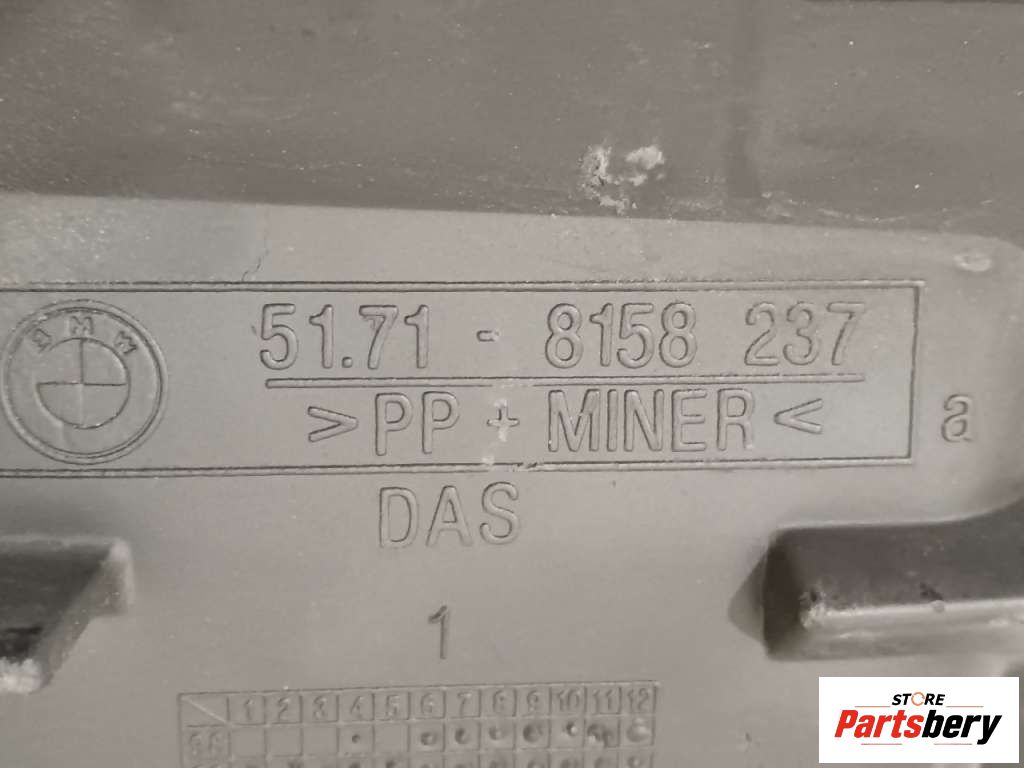 BMW
51.71 - 8158 237
>PP + MINER<
a
DAS
1
1 2 3 4 5 6 7 8 9 10 11 12
STORE
Partsbery